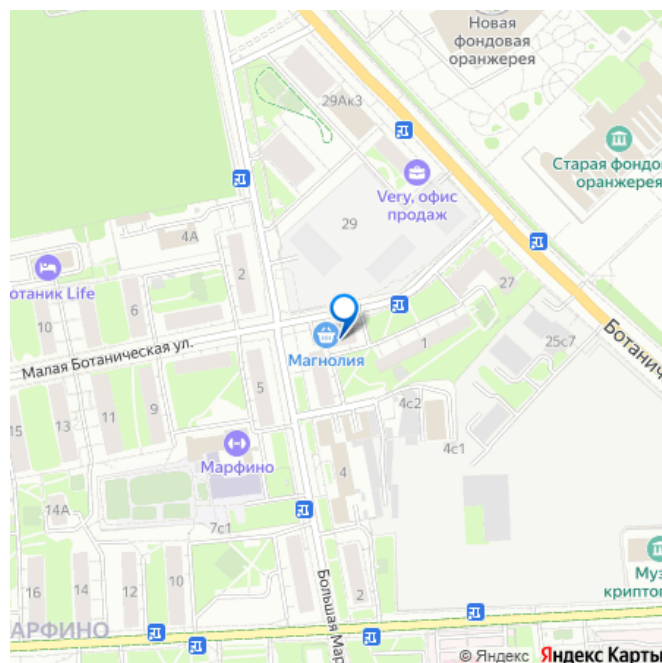 Новая
фондовая
оранжерея
29Ак3
Старая фондо
оранжерея
Very, офис
продаж
29
4А
2
27
отаник Life
10
6
Магнолия
1
25с7
Ботанич
Малая Ботаническая ул.
5
4с2
15
13
11
9
4с1
Марфино
4
14А
7с1
16
14
12
10
2
Большая Мар
Муз
криптог
АРФИНО
© Яндекс Яндекс Карты